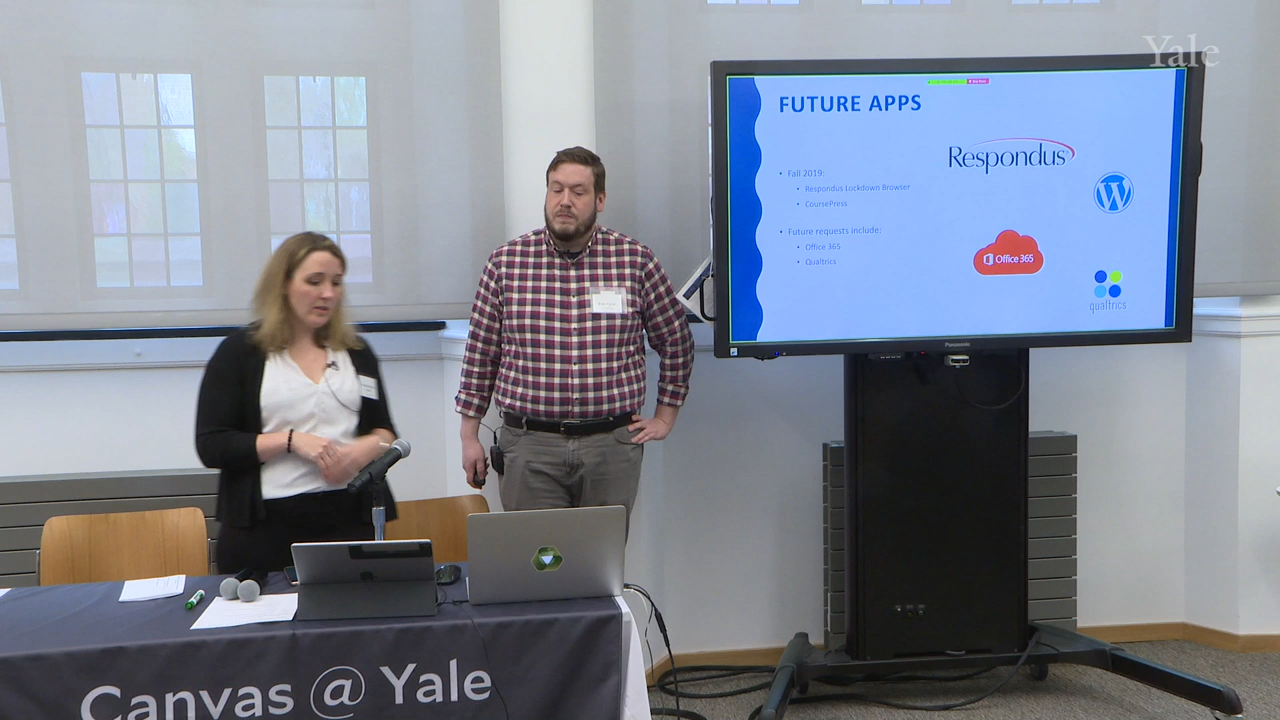 Yale
FUTURE APPS
Respondus
• Fall 2019:
• Respondus Lockdown Browser
• CoursePress
• Future requests include:
• Office 365
• Qualtrics
Office 365
qualtrics
Panasonic
Canvas @ Yale